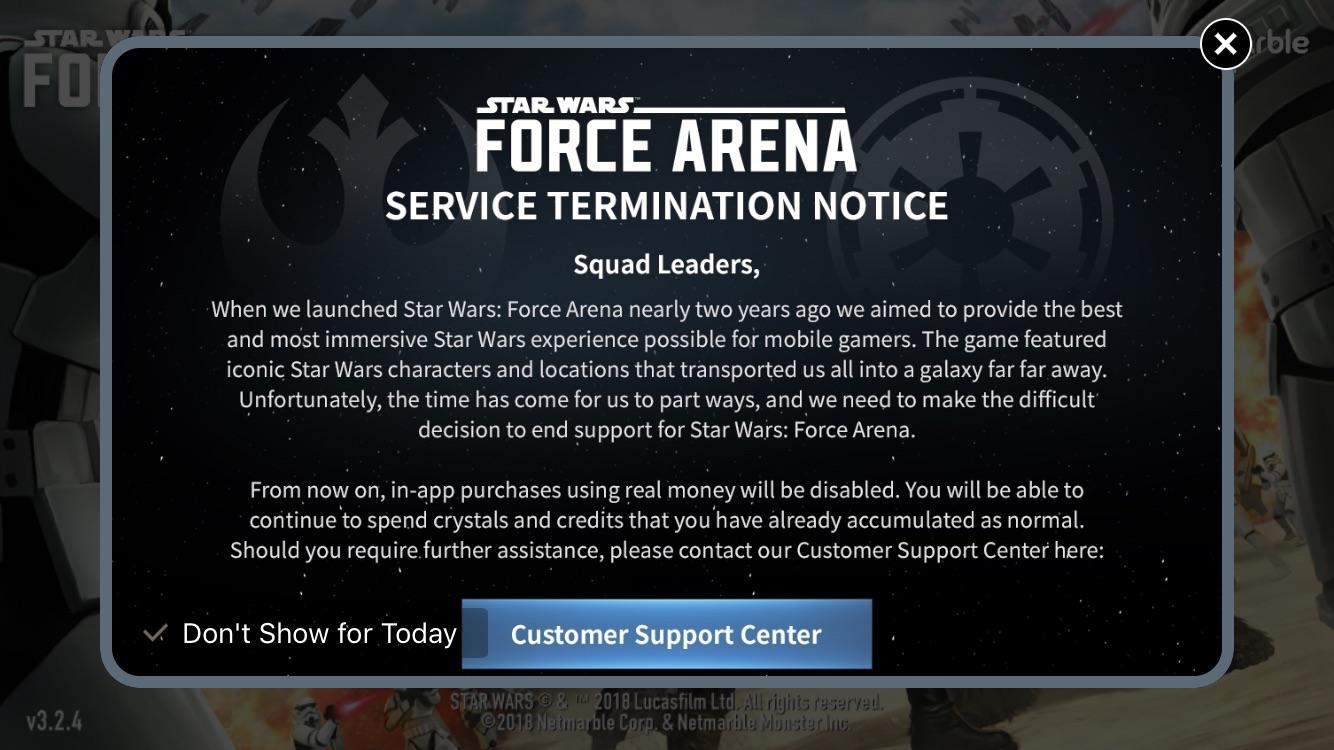 STAR WARS
FO
rble
STAR WARS
FORCE ARENA
SERVICE TERMINATION NOTICE
Squad Leaders,
When we launched Star Wars: Force Arena nearly two years ago we aimed to provide the best
and most immersive Star Wars experience possible for mobile gamers. The game featured
iconic Star Wars characters and locations that transported us all into a galaxy far far away.
Unfortunately, the time has come for us to part ways, and we need to make the difficult
decision to end support for Star Wars: Force Arena.
From now on, in-app purchases using real money will be disabled. You will be able to
continue to spend crystals and credits that you have already accumulated as normal.
Should you require further assistance, please contact our Customer Support Center here:
Don't Show for Today
Customer Support Center
STAR WARS © & ™ 2018 Lucasfilm Ltd. All rights reserved.
©2018 Netmarble Corp. & Netmarble Monster Inc.
v3.2.4